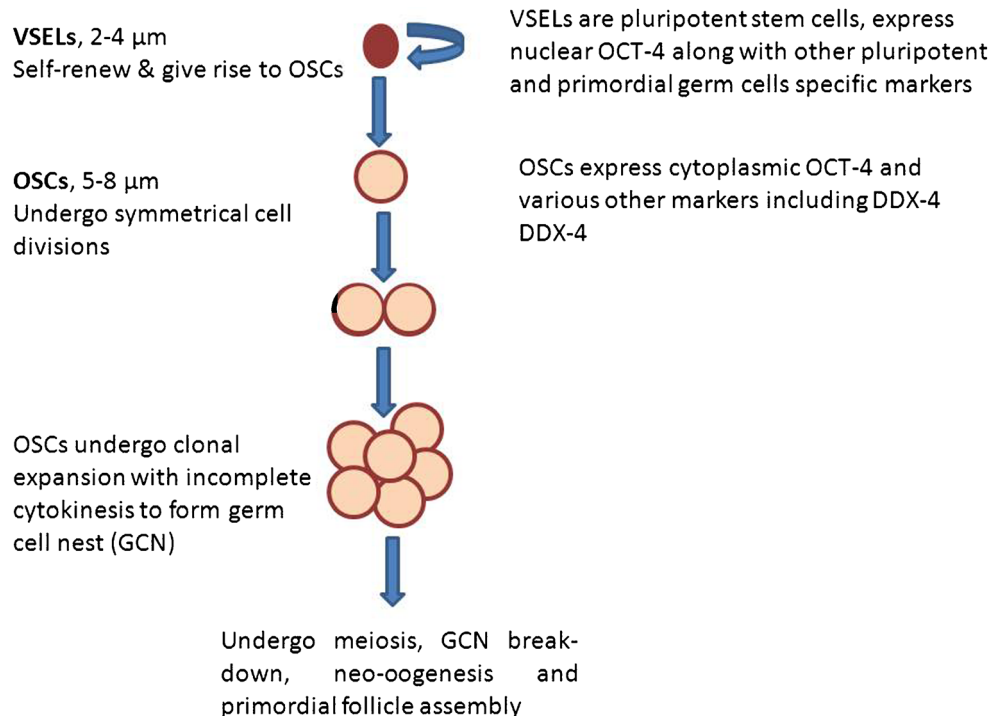 VSELs, 2-4 µm
Self-renew & give rise to OSCs
VSELs are pluripotent stem cells, express
nuclear OCT-4 along with other pluripotent
and primordial germ cells specific markers
OSCs, 5-8 µm
Undergo symmetrical cell
divisions
OSCs express cytoplasmic OCT-4 and
various other markers including DDX-4
DDX-4
OSCs undergo clonal
expansion with incomplete
cytokinesis to form germ
cell nest (GCN)
Undergo meiosis, GCN break-
down, neo-oogenesis and
primordial follicle assembly